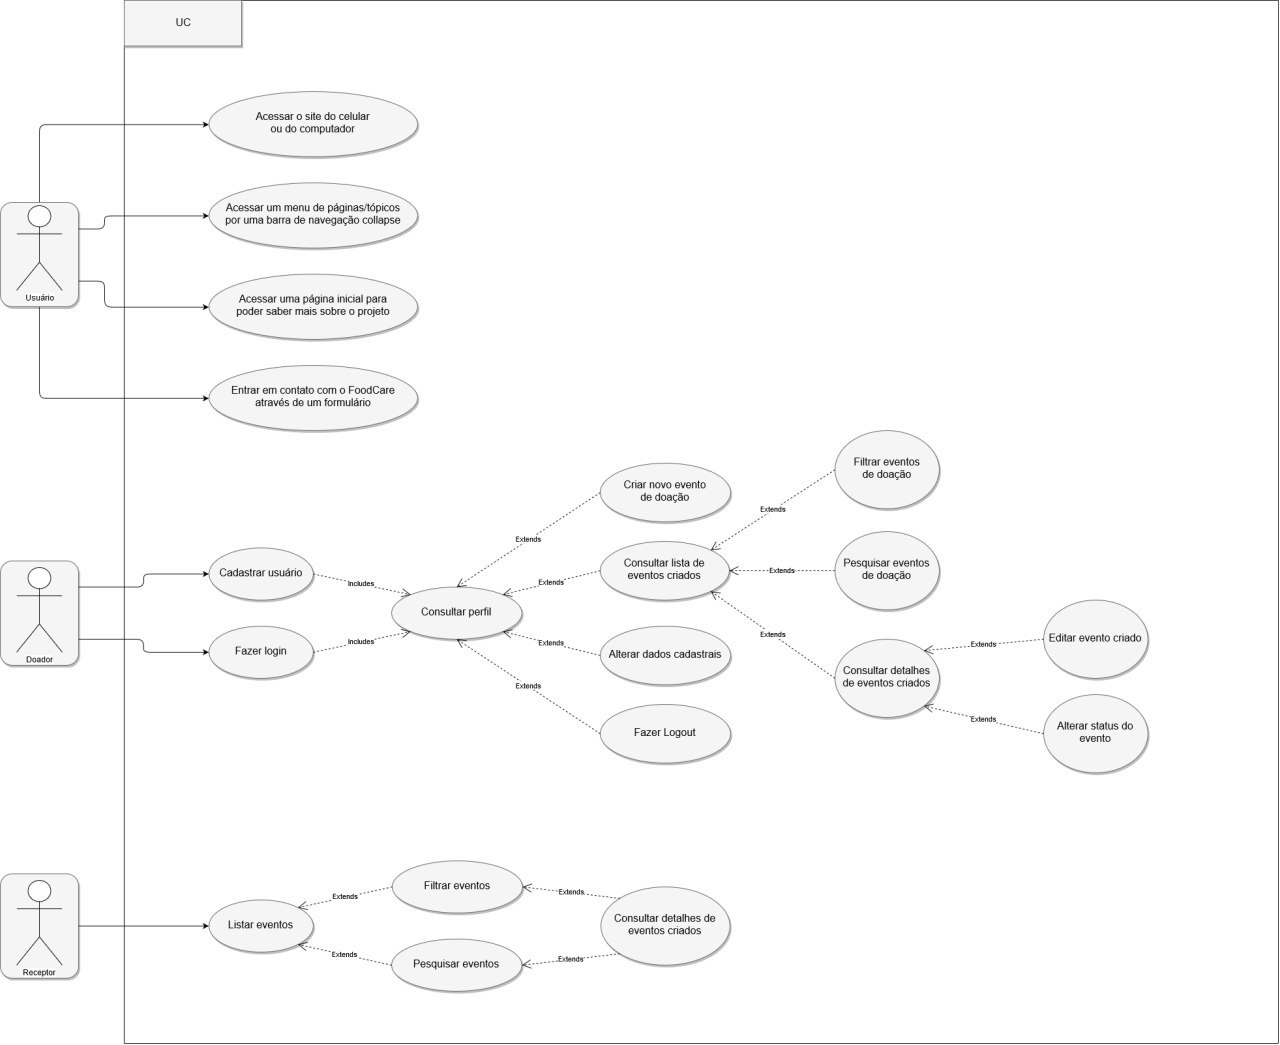 UC
Acessar o site do celular
ou do computador
Acessar um menu de páginas/tópicos
por uma barra de navegação collapse
Usuário
Acessar uma página inicial para
poder saber mais sobre o projeto
Entrar em contato com o FoodCare
através de um formulário
Filtrar eventos
de doação
Criar novo evento
de doação
Extends
Extends
Cadastrar usuário
Includes
Consultar lista de
eventos criados
Extends
Extends
Pesquisar eventos
de doação
Consultar perfil
Doador
Fazer login
Includes
Extends
Alterar dados cadastrais
Extends
Extends
Fazer Logout
Consultar detalhes
de eventos criados
Extends
Editar evento criado
Extends
Alterar status do
evento
Receptor
Listar eventos
Extends
Filtrar eventos
Extends
Consultar detalhes de
eventos criados
Extends
Pesquisar eventos
Extends